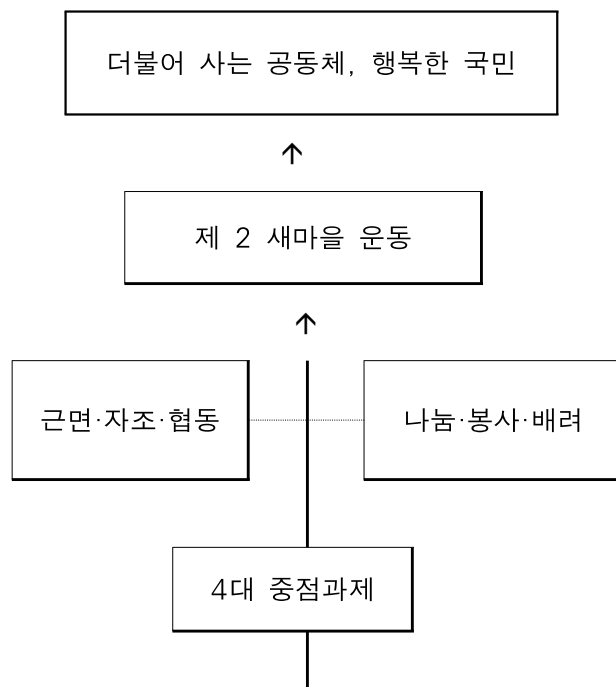 더불어 사는 공동체, 행복한 국민
↑
제 2 새마을 운동
↑
근면·자조·협동
나눔·봉사·배려
4대 중점과제